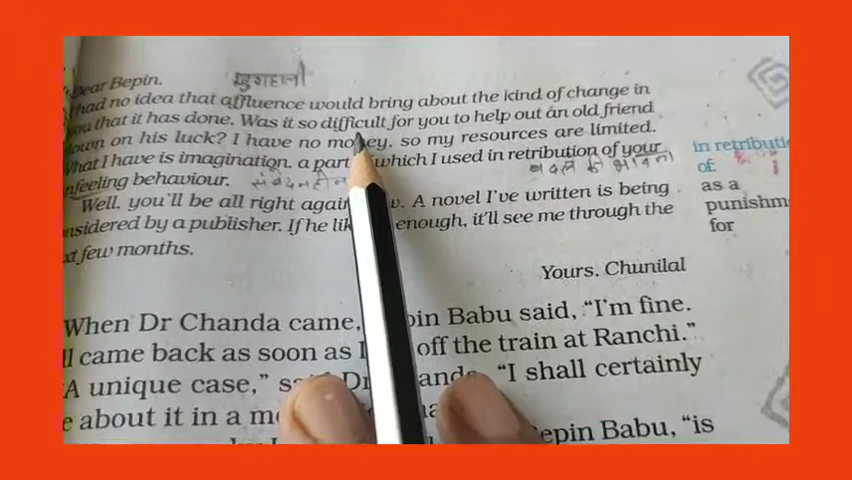 Dear Bepin,
had no idea that affluence would bring about the kind of change in
you that it has done. Was it so difficult for you to help out an old friend
down on his luck? I have no money, so my resources are limited.
What I have is imagination, a part which I used in retribution of your
unfeeling behaviour.
Well, you'll be all right again A novel I've written is being
considered by a publisher. If he enough, it'll see me through the
few months.
Yours, Chunilal
When Dr Chanda came, Bepin Babu said, “I'm fine.
came back as soon as I off the train at Ranchi.”
“A unique case,” “I shall certainly
about it in a
Bepin Babu, “is
खुशहाली
संवेदनहीन
बदले की भावना
in retribution
of:
as a
punishm
for